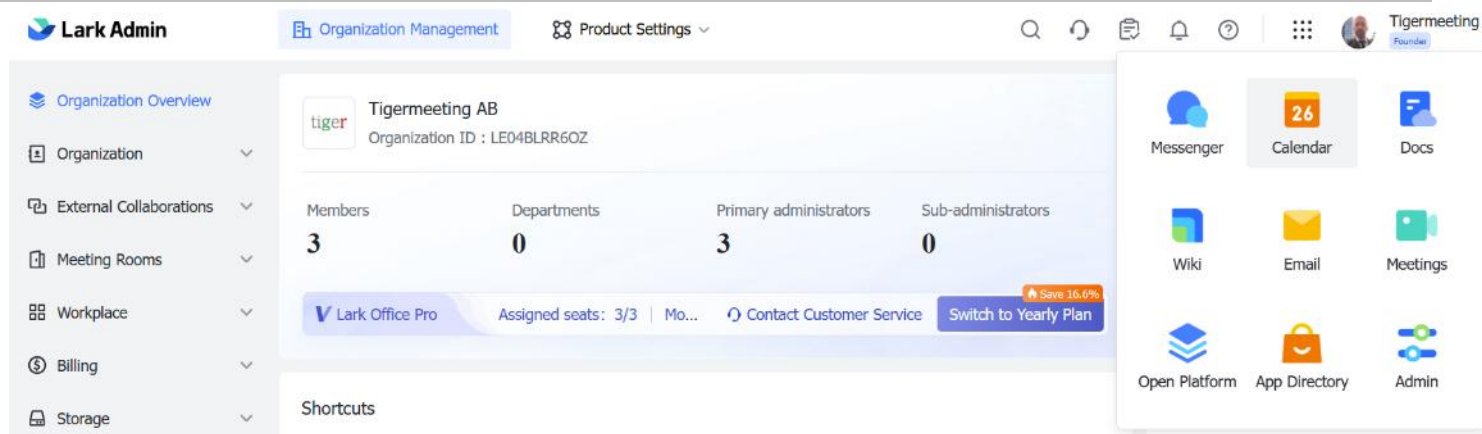 Lark Admin
Organization Management
Product Settings
Tigermeeting
Founder
Organization Overview
Organization
External Collaborations
Meeting Rooms
Workplace
Billing
Storage
tiger
Tigermeeting AB
Organization ID : LE04BLRR6OZ
Members Departments Primary administrators Sub-administrators
3 0 3 0
Save 16.6%
Lark Office Pro Assigned seats: 3/3 Mo... Contact Customer Service Switch to Yearly Plan
Shortcuts
26
Messenger Calendar Docs
Wiki Email Meetings
Open Platform App Directory Admin